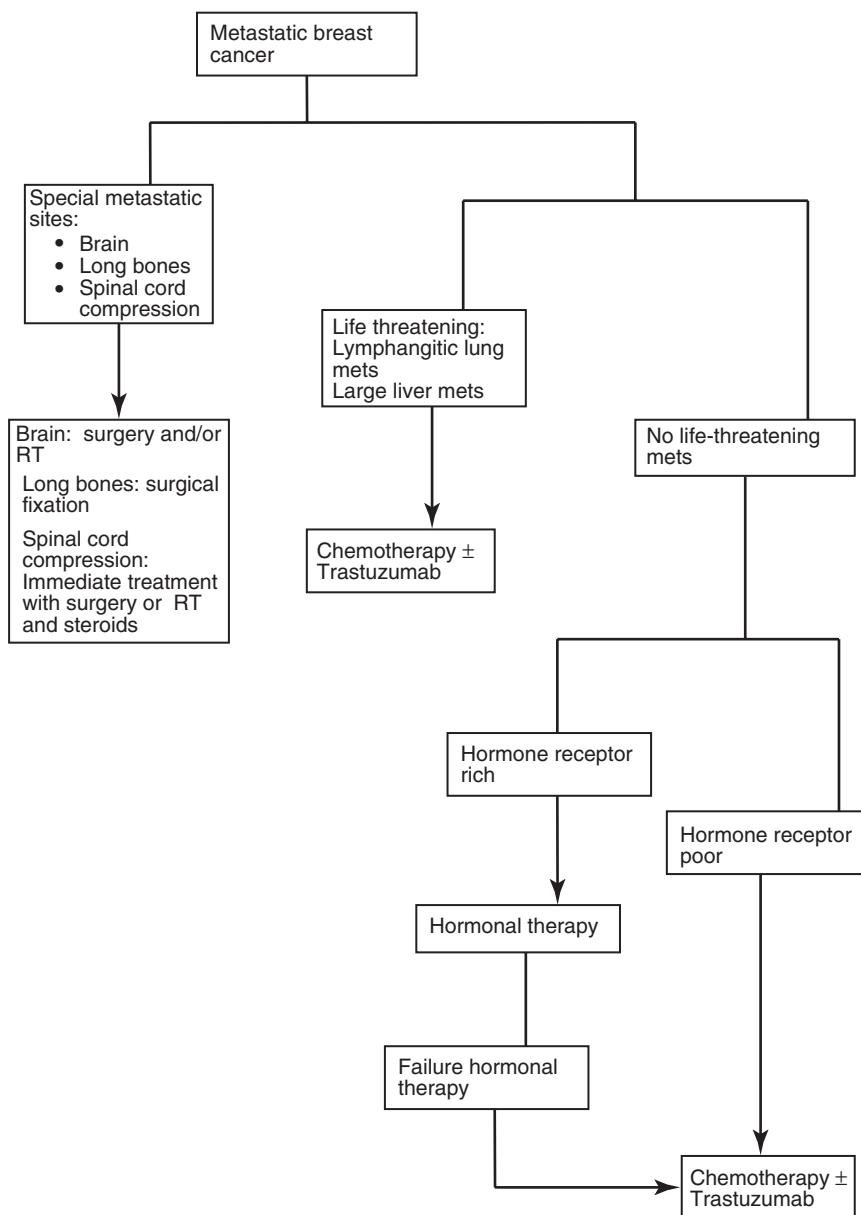 Metastatic breast
cancer
Special metastatic
sites:
• Brain
• Long bones
• Spinal cord
compression
Life threatening:
Lymphangitic lung
mets
Large liver mets
Brain: surgery and/or
RT
Long bones: surgical
fixation
Spinal cord
compression:
Immediate treatment
with surgery or RT
and steroids
No life-threatening
mets
Chemotherapy ±
Trastuzumab
Hormone receptor
rich
Hormone receptor
poor
Hormonal therapy
Failure hormonal
therapy
Chemotherapy ±
Trastuzumab